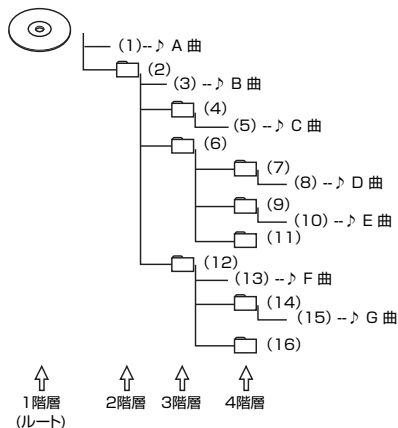 (1)--♪ A 曲
(2)
(3) --♪ B 曲
(4)
(5) --♪ C 曲
(6)
(7)
(8) --♪ D 曲
(9)
(10) --♪ E 曲
(11)
(12)
(13) --♪ F 曲
(14)
(15) --♪ G 曲
(16)
1階層 2階層 3階層 4階層
(ルート)